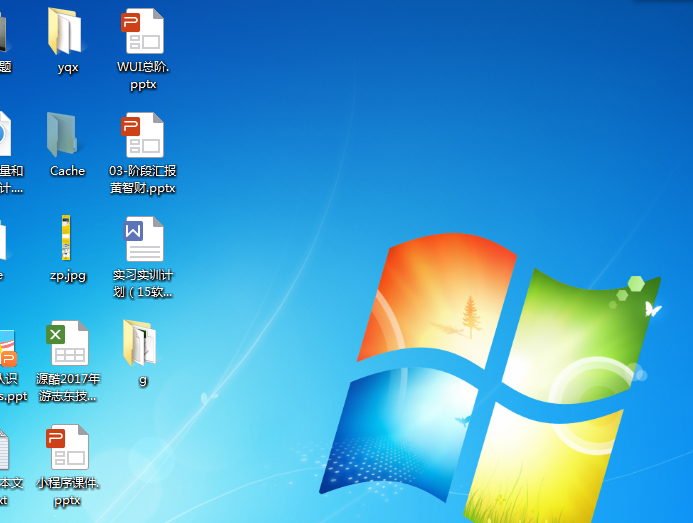 题
yqx
WUI总阶.
pptx
量和
计....
Cache
03-阶段汇报
黄智财.pptx
e
zp.jpg
实习实训计
划（15软...
认识
s.ppt
源酷2017年
游志东技...
g
本文
xt
小程序课件.
pptx